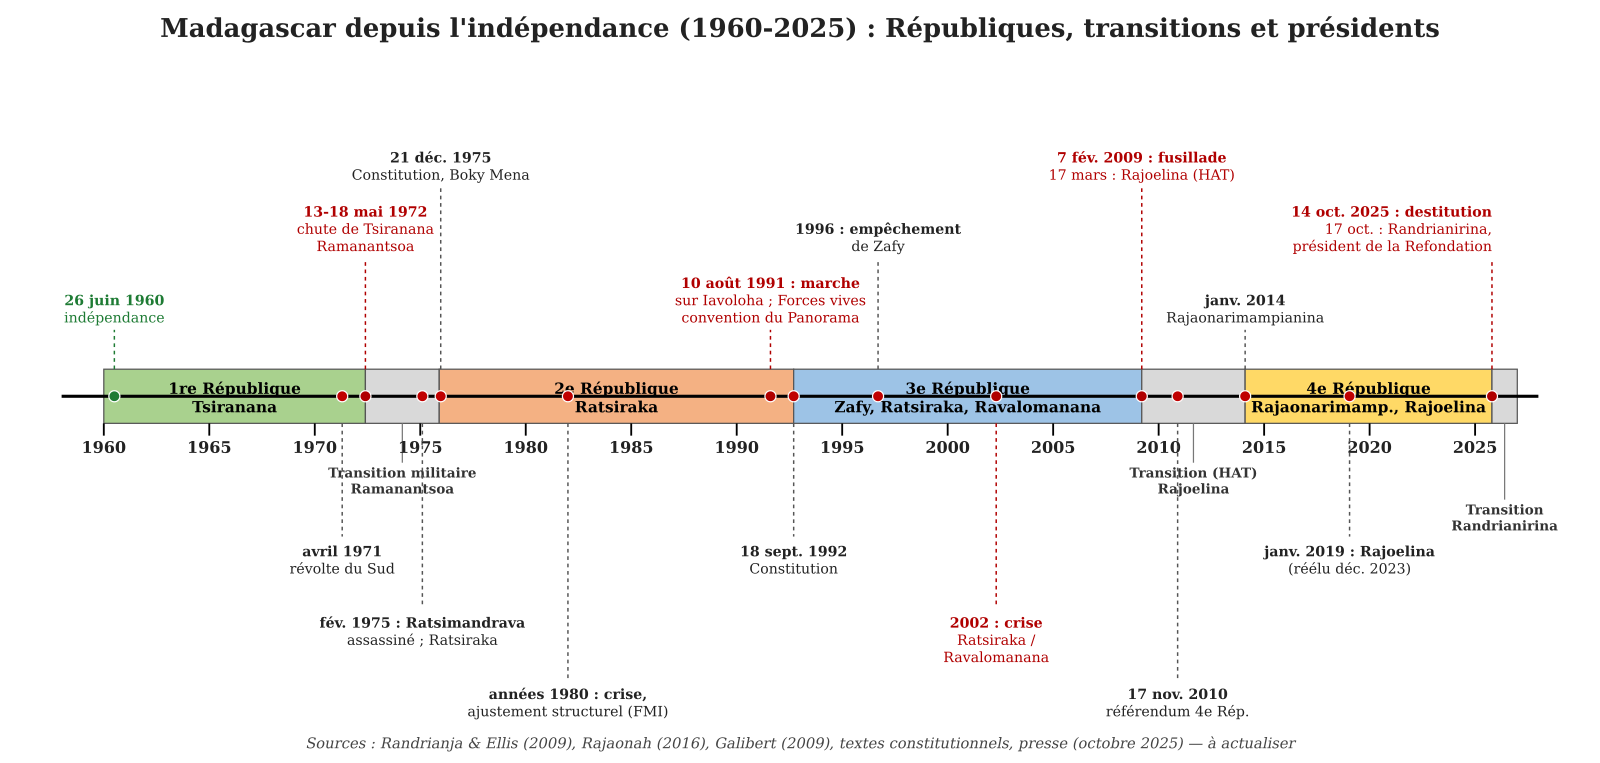 Madagascar depuis l'indépendance (1960-2025) : Républiques, transitions et présidents
21 déc. 1975
Constitution, Boky Mena
7 fév. 2009 : fusillade
17 mars : Rajoelina (HAT)
13-18 mai 1972
chute de Tsiranana
Ramanantsoa
14 oct. 2025 : destitution
17 oct. : Randrianirina,
président de la Refondation
1996 : empêchement
de Zafy
10 août 1991 : marche
sur Iavoloha ; Forces vives
convention du Panorama
26 juin 1960
indépendance
janv. 2014
Rajaonarimampianina
1re République
Tsiranana
2e République
Ratsiraka
3e République
Zafy, Ratsiraka, Ravalomanana
4e République
Rajaonarimamp., Rajoelina
1960 1965 1970 1975 1980 1985 1990 1995 2000 2005 2010 2015 2020 2025
Transition militaire
Ramanantsoa
Transition (HAT)
Rajoelina
Transition
Randrianirina
avril 1971
révolte du Sud
18 sept. 1992
Constitution
janv. 2019 : Rajoelina
(réélu déc. 2023)
fév. 1975 : Ratsimandrava
assassiné ; Ratsiraka
2002 : crise
Ratsiraka /
Ravalomanana
années 1980 : crise,
ajustement structurel (FMI)
17 nov. 2010
référendum 4e Rép.
Sources : Randrianja & Ellis (2009), Rajaonah (2016), Galibert (2009), textes constitutionnels, presse (octobre 2025) — à actualiser